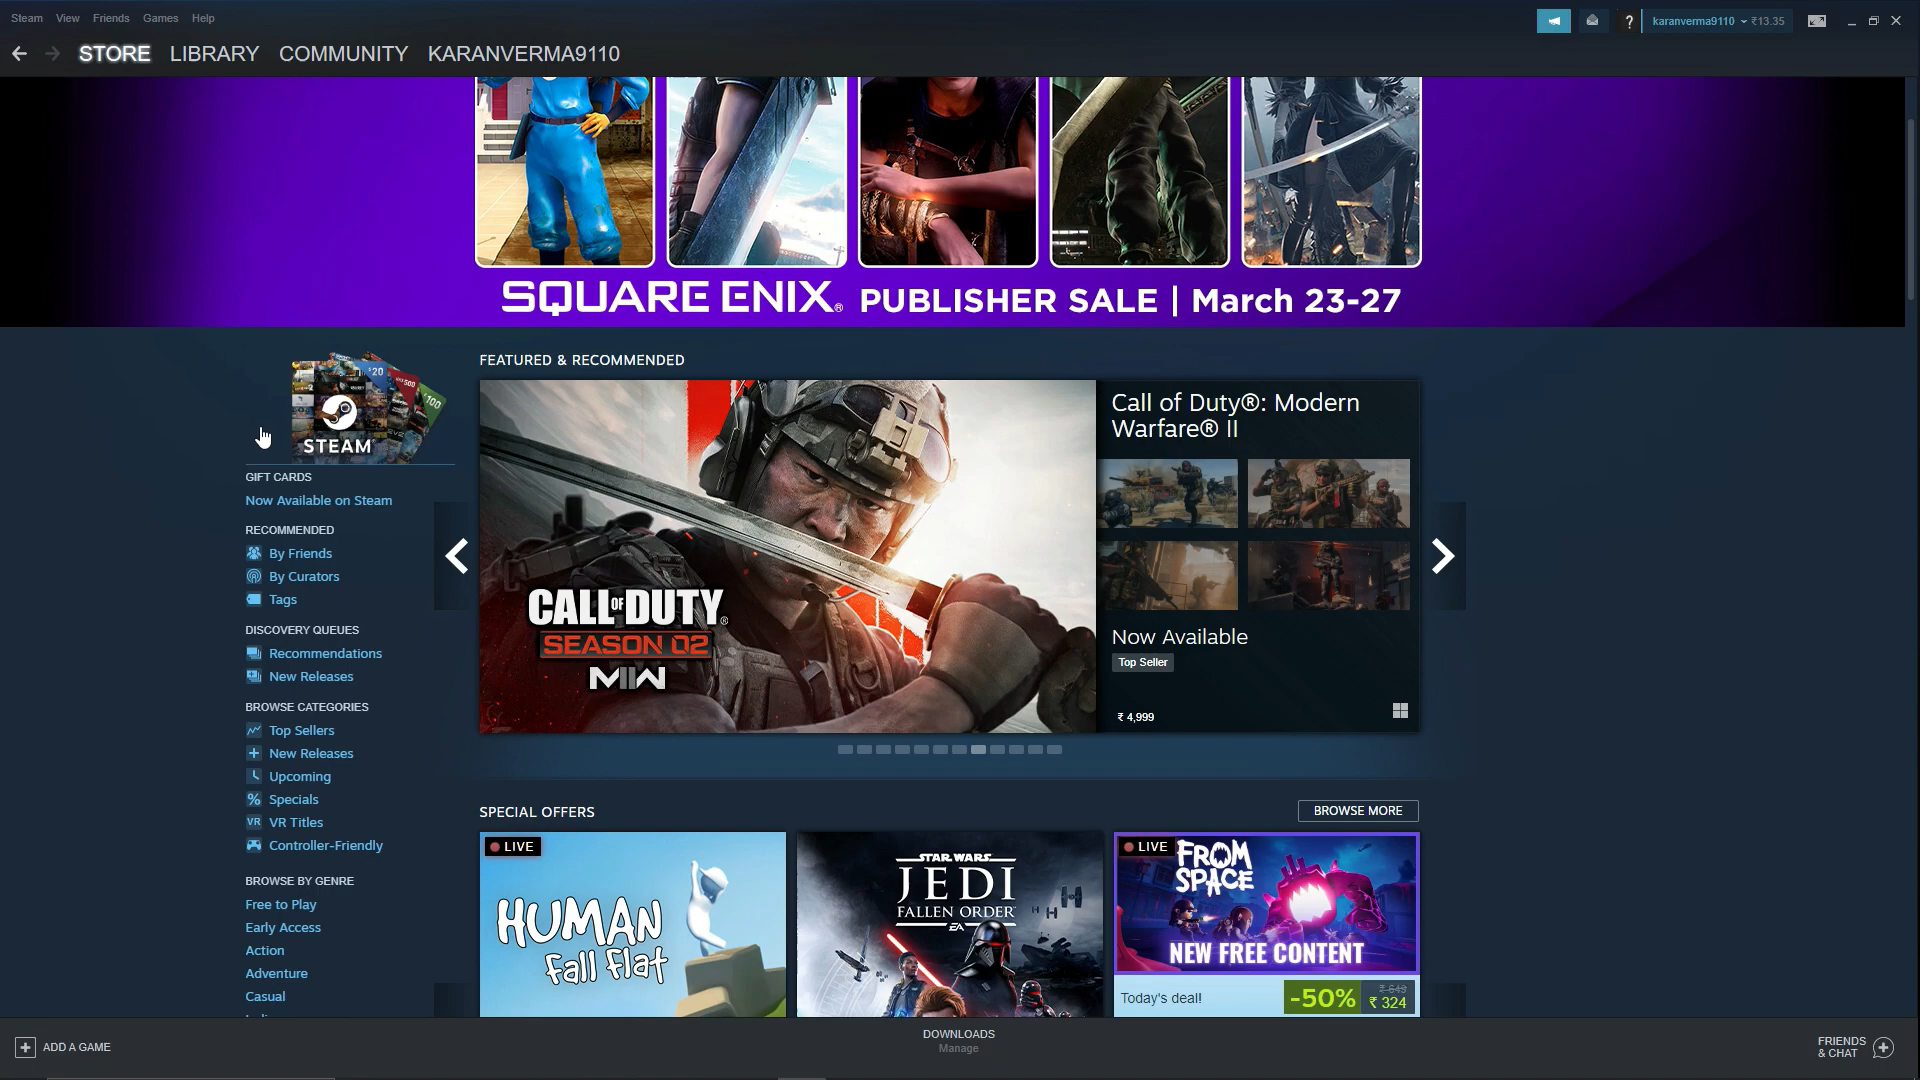 Steam View Friends Games Help
? karanverma9110 ₹13.35
STORE LIBRARY COMMUNITY KARANVERMA9110
SQUARE ENIX® PUBLISHER SALE | March 23-27
FEATURED & RECOMMENDED
20
500
100
STEAM
GIFT CARDS
Now Available on Steam
RECOMMENDED
By Friends
By Curators
Tags
DISCOVERY QUEUES
Recommendations
New Releases
BROWSE CATEGORIES
Top Sellers
New Releases
Upcoming
% Specials
VR VR Titles
Controller-Friendly
BROWSE BY GENRE
Free to Play
Early Access
Action
Adventure
Casual
CALL OF DUTY®
SEASON 02
MWII
Call of Duty®: Modern
Warfare® II
Now Available
Top Seller
₹ 4,999
SPECIAL OFFERS
BROWSE MORE
LIVE
HUMAN
fall flat
STAR WARS
JEDI
FALLEN ORDER
EA
LIVE
FROM
SPACE
NEW FREE CONTENT
Today's deal! -50% ₹ 649
₹ 324
ADD A GAME
DOWNLOADS
Manage
FRIENDS
& CHAT